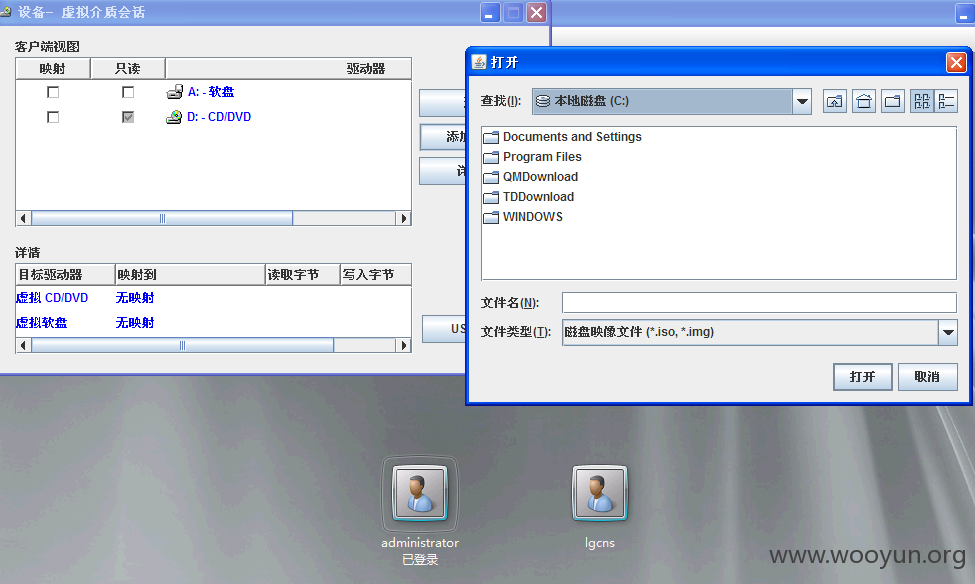 设备– 虚拟介质会话
客户端视图
映射 只读 驱动器
A: - 软盘
D: - CD/DVD
添加
详情
目标驱动器 映射到 读取字节 写入字节
虚拟 CD/DVD 无映射
虚拟软盘 无映射
US
打开
查找(I): 本地磁盘 (C:)
Documents and Settings
Program Files
QMDownload
TDDownload
WINDOWS
文件名(N):
文件类型(T): 磁盘映像文件 (*.iso, *.img)
打开 取消
administrator
已登录
lgcns
www.wooyun.org